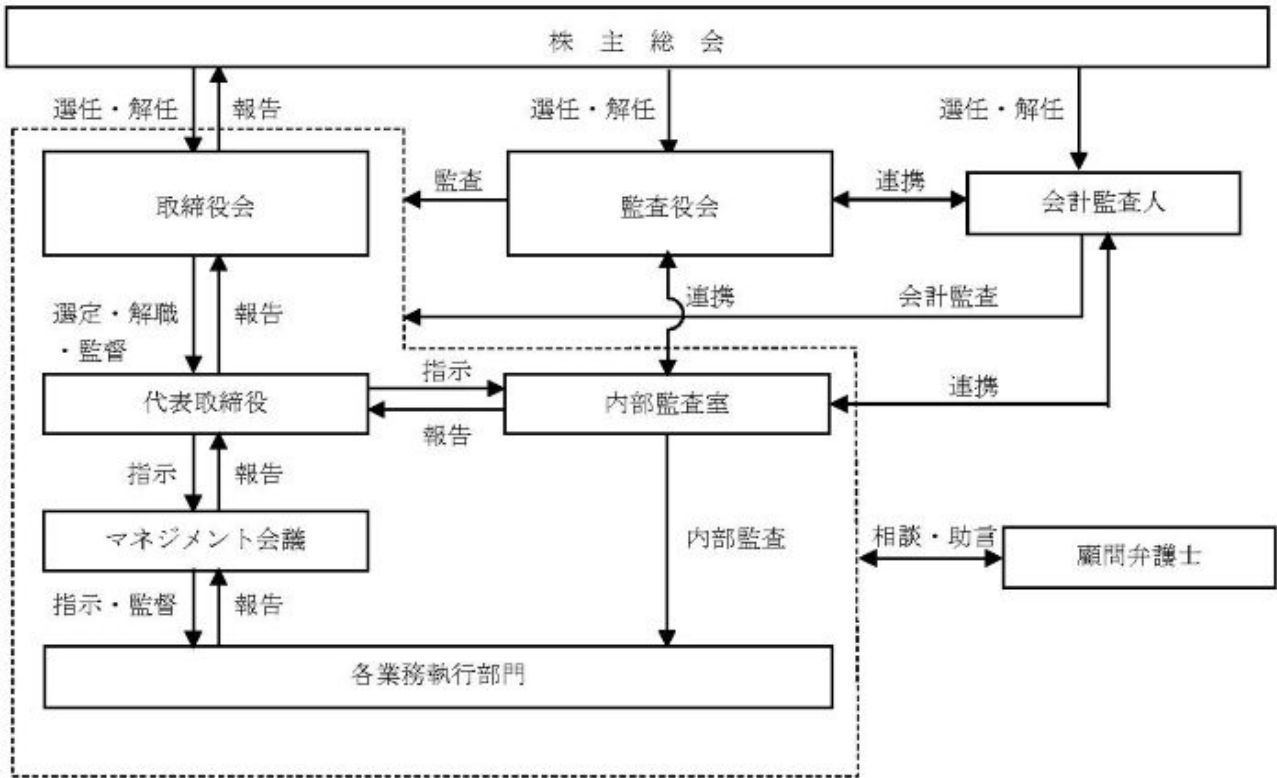 株主総会
選任・解任
報告
選任・解任
選任・解任
取締役会
監査
監査役会
連携
会計監査人
選定・解職
・監督
報告
連携
会計監査
代表取締役
指示
報告
内部監査室
連携
指示
報告
マネジメント会議
内部監査
相談・助言
顧問弁護士
指示・監督
報告
各業務執行部門